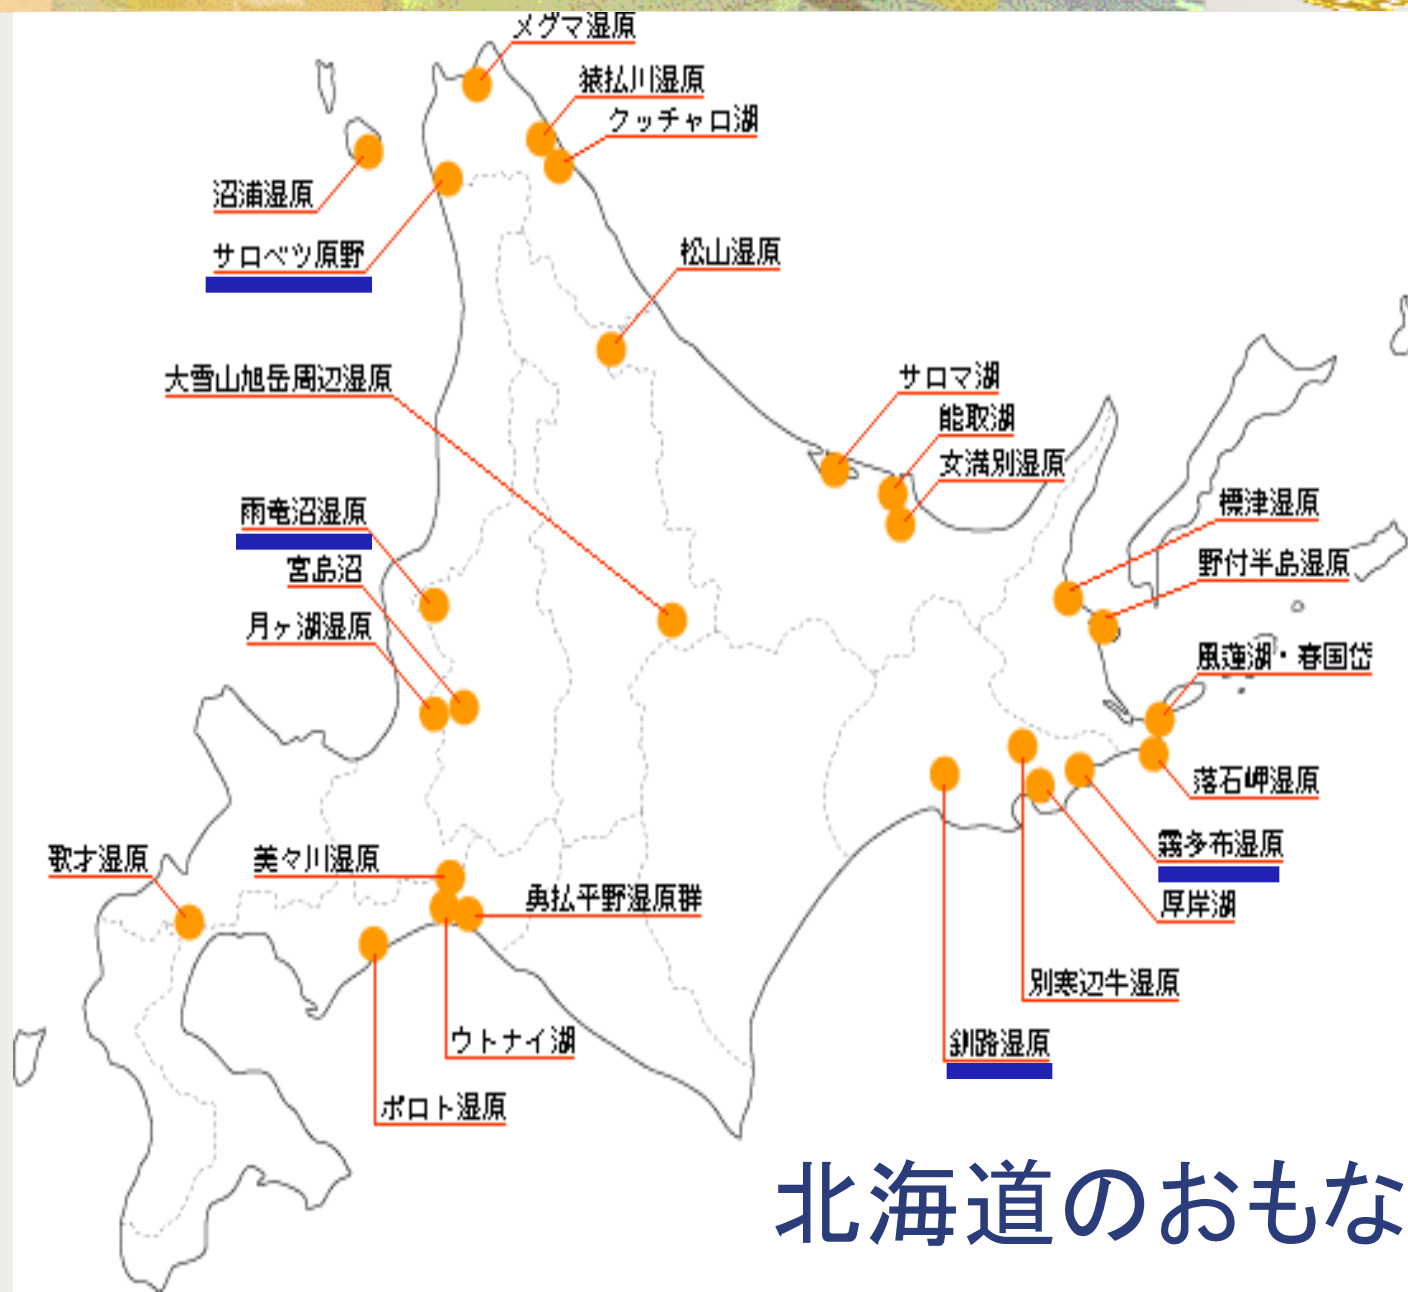 メグマ湿原
猿払川湿原
クッチャロ湖
沼浦湿原
サロベツ原野
松山湿原
大雪山旭岳周辺湿原
サロマ湖
能取湖
女満別湿原
雨竜沼湿原
標津湿原
宮島沼
野付半島湿原
月ヶ湖湿原
風蓮湖・春国岱
落石岬湿原
霧多布湿原
歌才湿原
美々川湿原
勇払平野湿原群
厚岸湖
別寒辺牛湿原
ウトナイ湖
釧路湿原
ポロト湿原
北海道のおもな